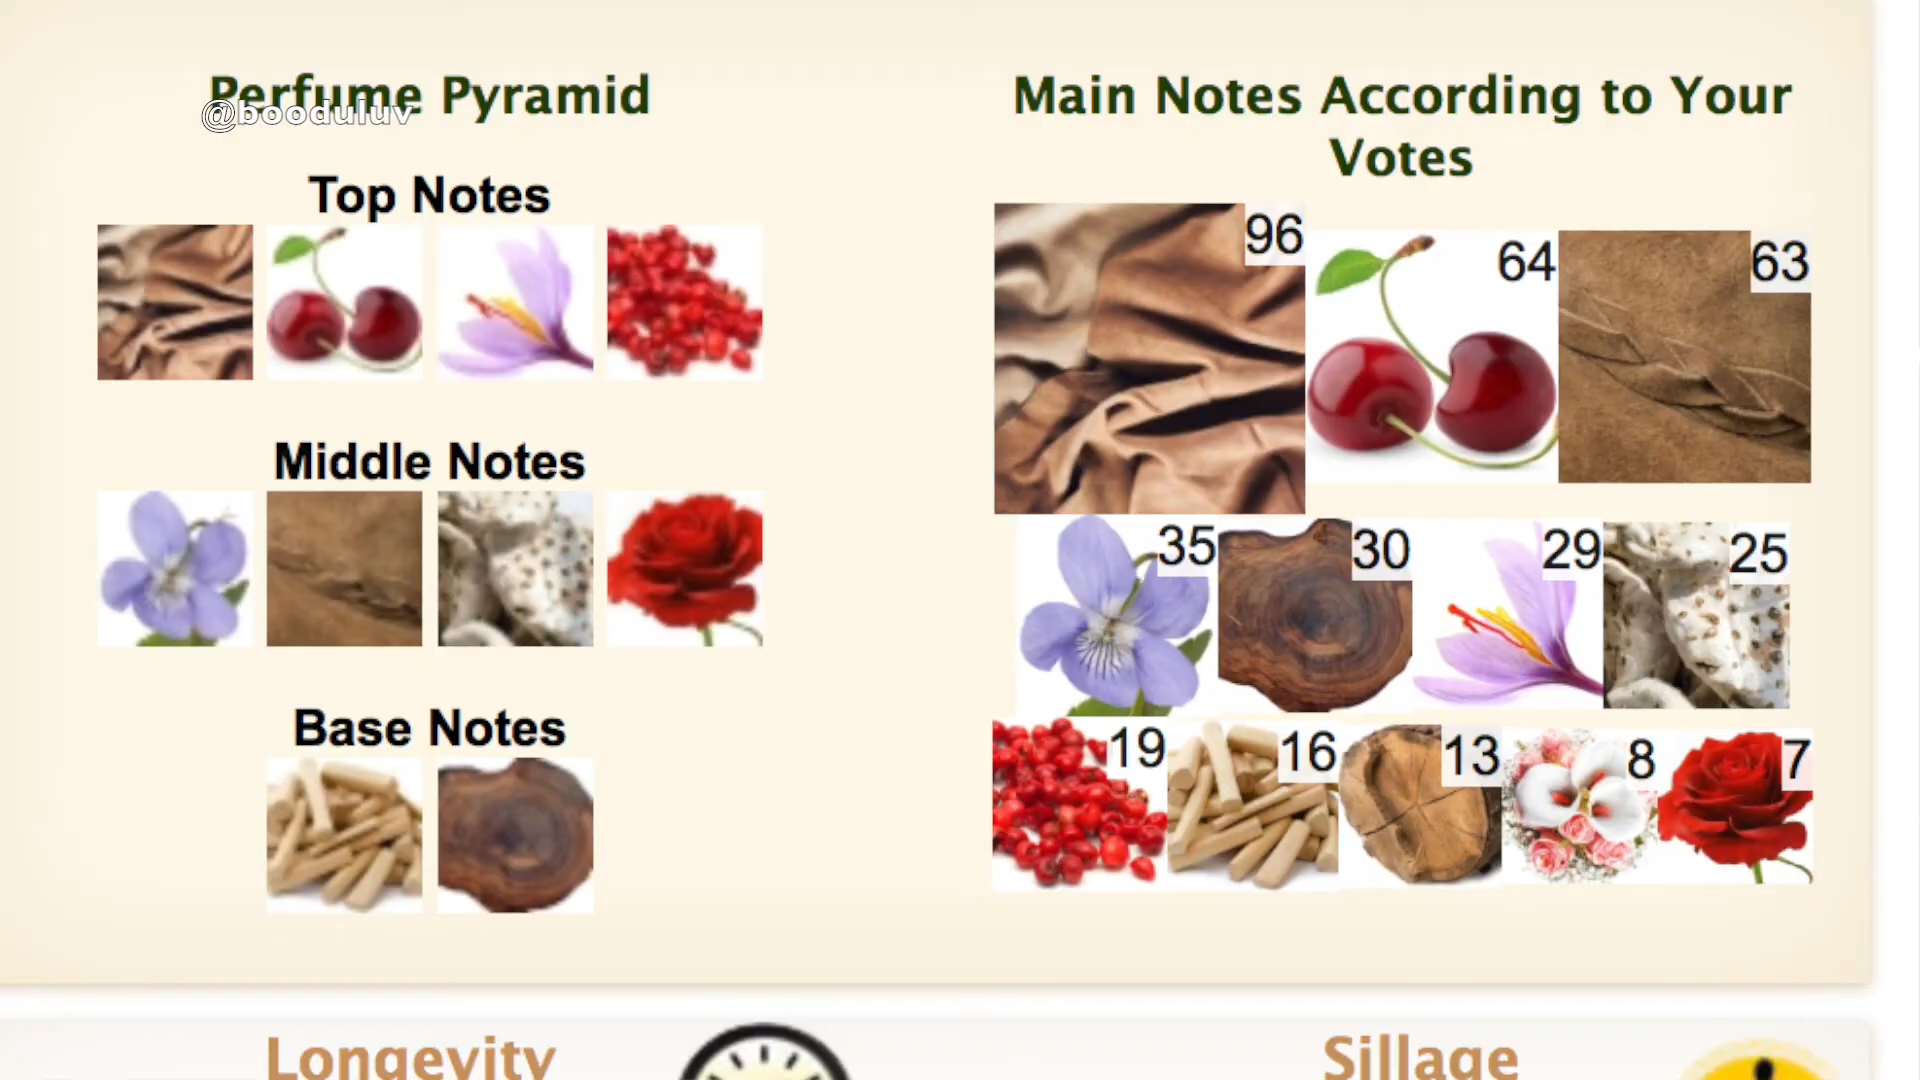 Perfume Pyramid
@booduluv
Top Notes
Middle Notes
Base Notes
Main Notes According to Your
Votes
96
64
63
35
30
29
25
19
16
13
8
7
Longevity
Sillage